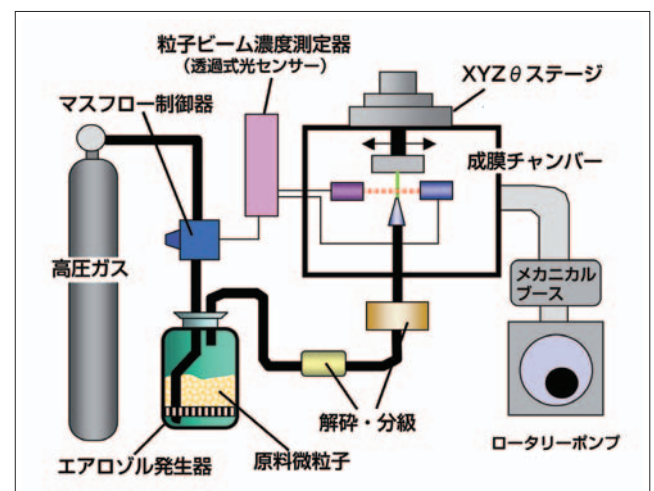 粒子ビーム濃度測定器
（透過式光センサー）
XYZθステージ
マスフロー制御器
成膜チャンバー
高圧ガス
メカニカル
ブース
解砕・分級
ロータリーポンプ
エアロゾル発生器
原料微粒子